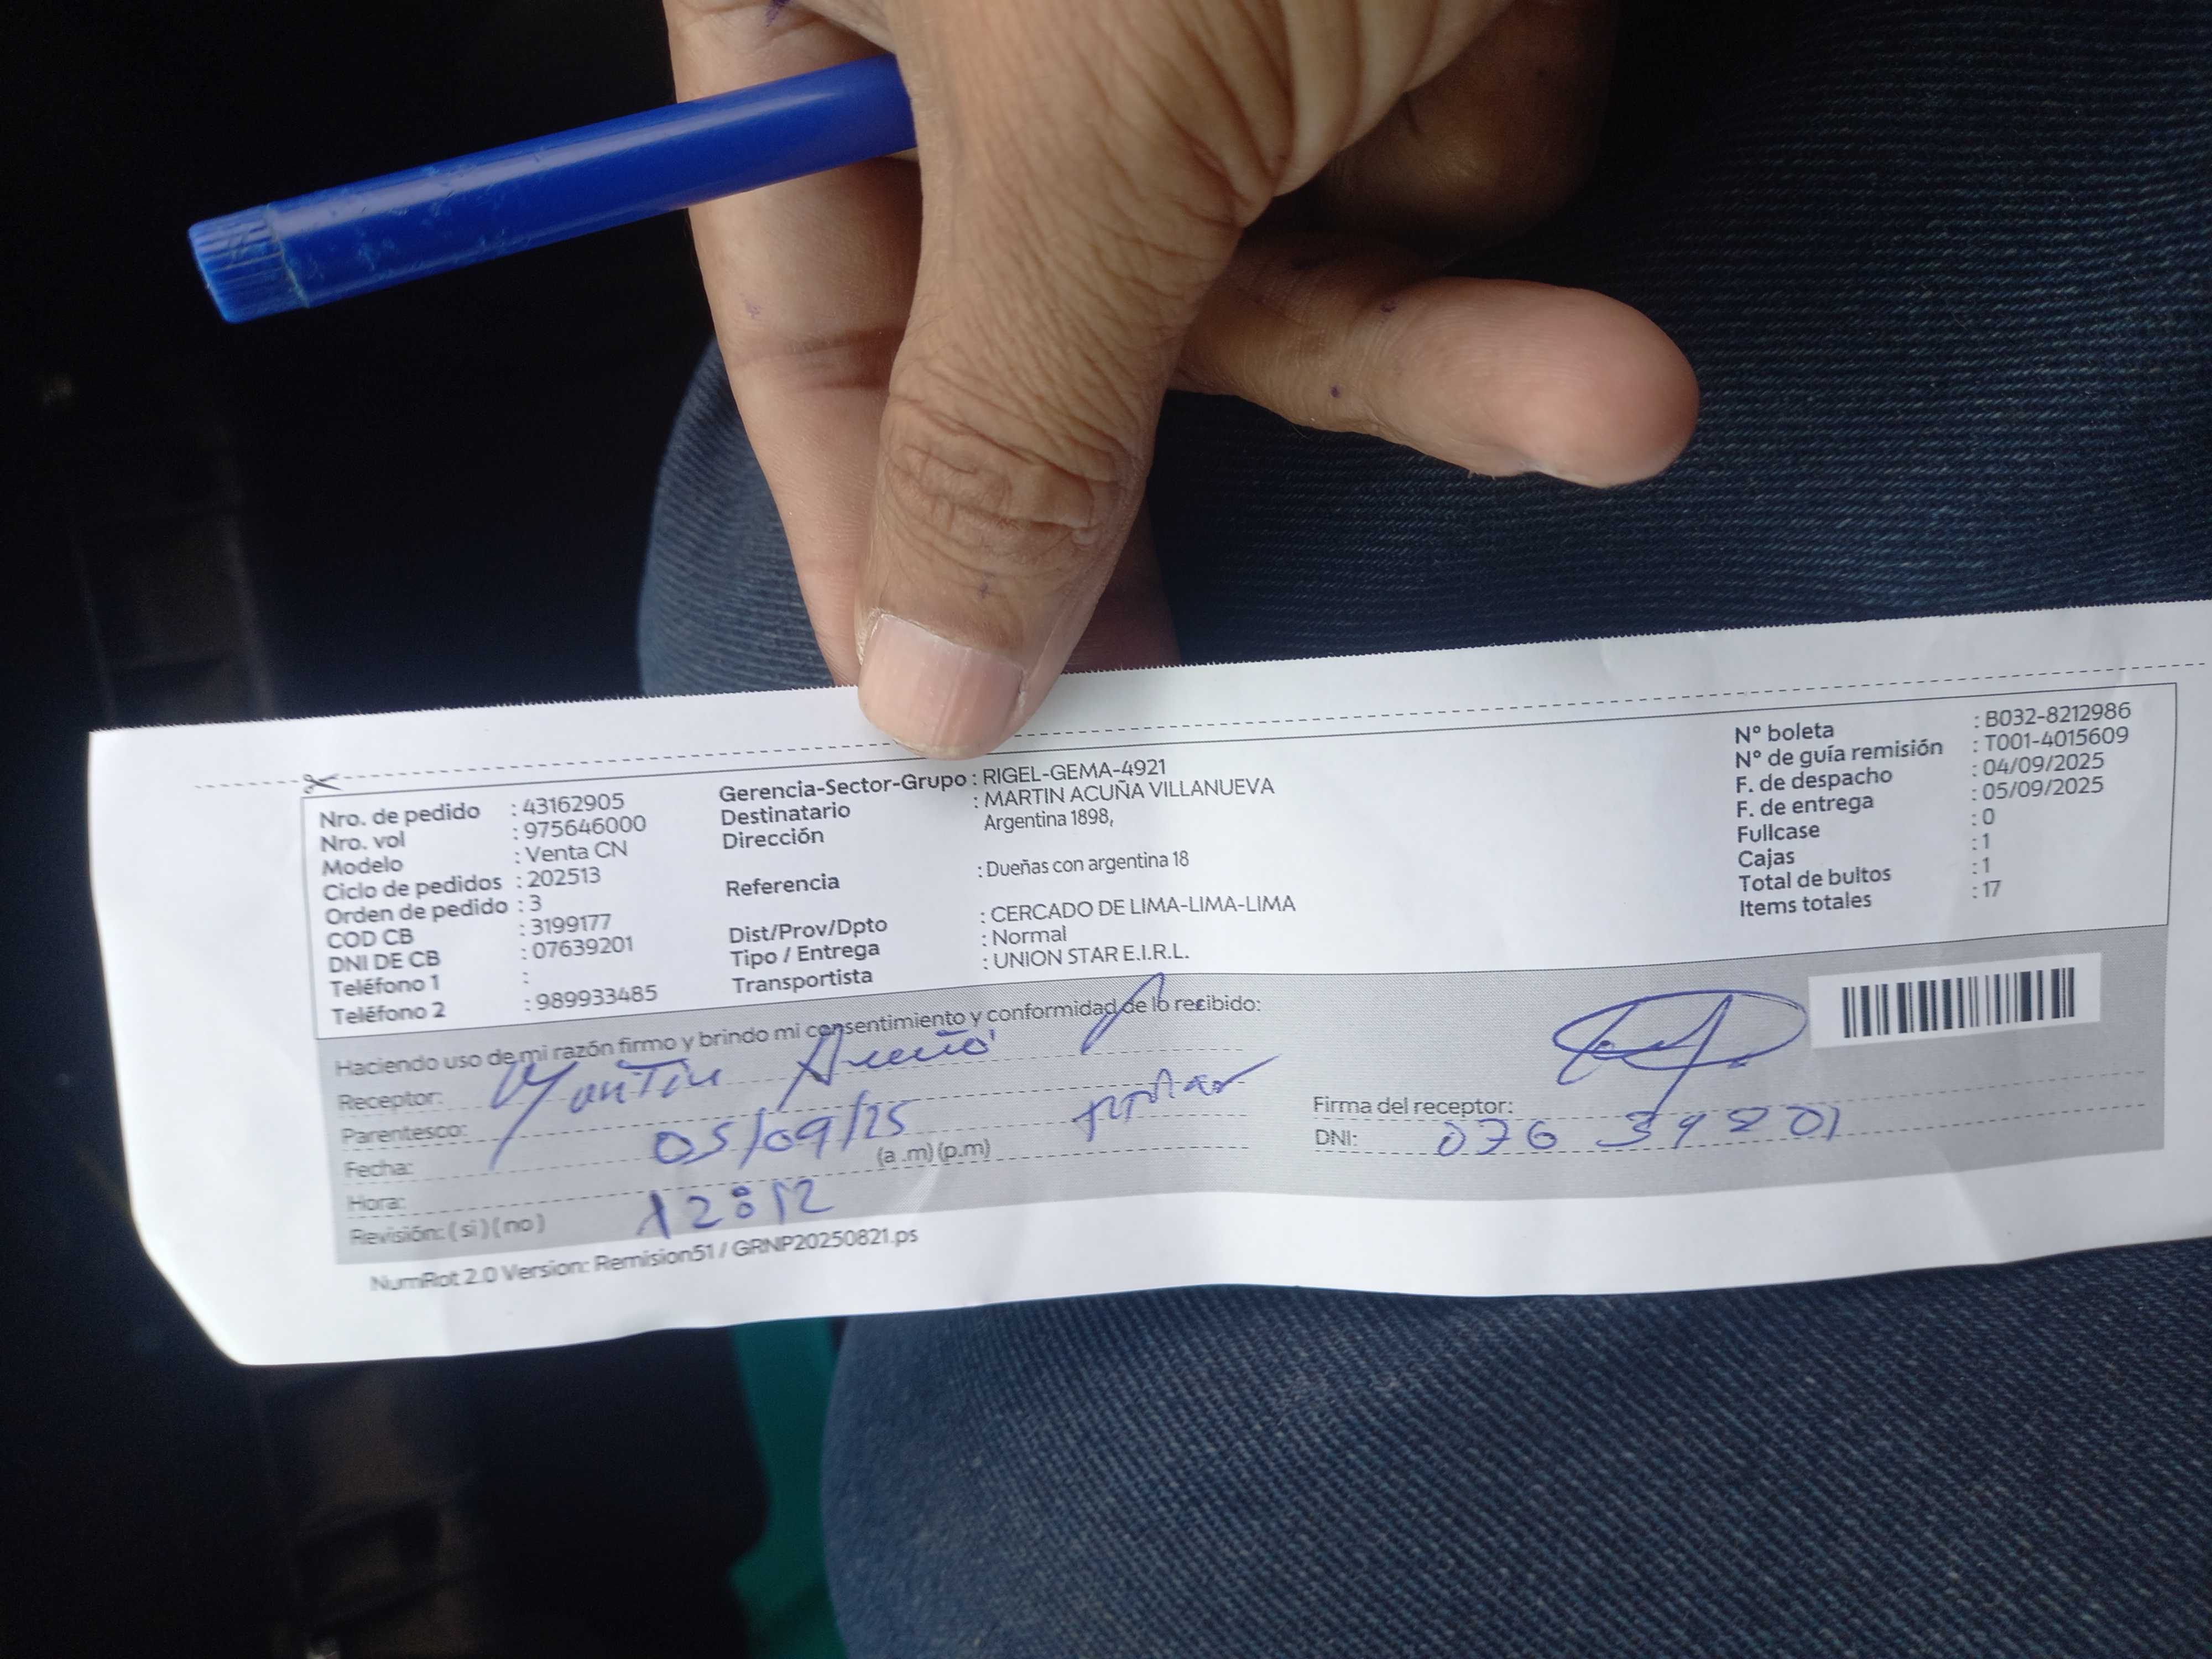 Nro. de pedido : 43162905
Nro. vol : 975646000
Modelo : Venta CN
Ciclo de pedidos : 202513
Orden de pedido : 3
COD CB : 3199177
DNI DE CB : 07639201
Teléfono 1 :
Teléfono 2 : 989933485
Gerencia-Sector-Grupo : RIGEL-GEMA-4921
Destinatario : MARTIN ACUÑA VILLANUEVA
Dirección Argentina 1898,
Referencia : Dueñas con argentina 18
Dist/Prov/Dpto : CERCADO DE LIMA-LIMA-LIMA
Tipo / Entrega : Normal
Transportista : UNION STAR E.I.R.L.
N° boleta : B032-8212986
N° de guía remisión : T001-4015609
F. de despacho : 04/09/2025
F. de entrega : 05/09/2025
Fullcase : 0
Cajas : 1
Total de bultos : 1
Items totales : 17
Haciendo uso de mi razón firmo y brindo mi consentimiento y conformidad de lo recibido:
Receptor: Martin Acuña
Parentesco:
Fecha: 05/09/25
Hora: 12:12 (a .m) (p.m)
Revisión: ( si ) ( no )
Firma del receptor:
DNI: 07639201
NumRot 2.0 Version: Remision51 / GRNP20250821.ps